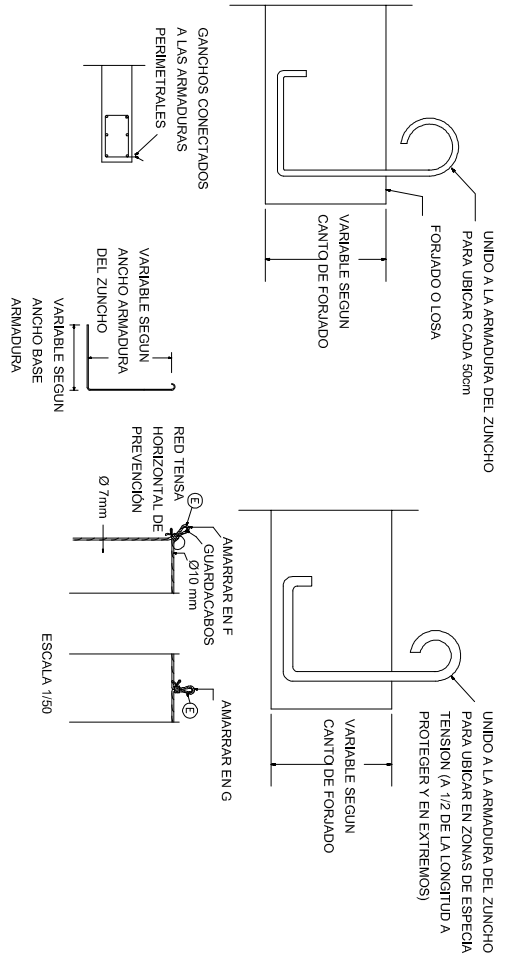 UNIDO A LA ARMADURA DEL ZUNCHO
PARA UBICAR CADA 50cm
FORJADO O LOSA
VARIABLE SEGUN
CANTO DE FORJADO
GANCHOS CONECTADOS
A LAS ARMADURAS
PERIMETRALES
VARIABLE SEGUN
ANCHO ARMADURA
DEL ZUNCHO
VARIABLE SEGUN
ANCHO BASE
ARMADURA
UNIDO A LA ARMADURA DEL ZUNCHO
PARA UBICAR EN ZONAS DE ESPECIA
TENSION (A 1/2 DE LA LONGITUD A
PROTEGER Y EN EXTREMOS)
VARIABLE SEGUN
CANTO DE FORJADO
RED TENSA
HORIZONTAL DE
PREVENCIÓN
Ø 7mm
E
AMARRAR EN F
GUARDACABOS
Ø10 mm
AMARRAR EN G
E
ESCALA 1/50